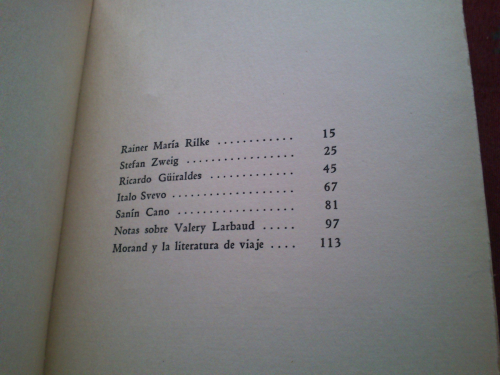 Rainer María Rilke ............ 15
Stefan Zweig ................ 25
Ricardo Güiraldes ............. 45
Italo Svevo .................. 67
Sanín Cano .................. 81
Notas sobre Valery Larbaud ..... 97
Morand y la literatura de viaje .... 113